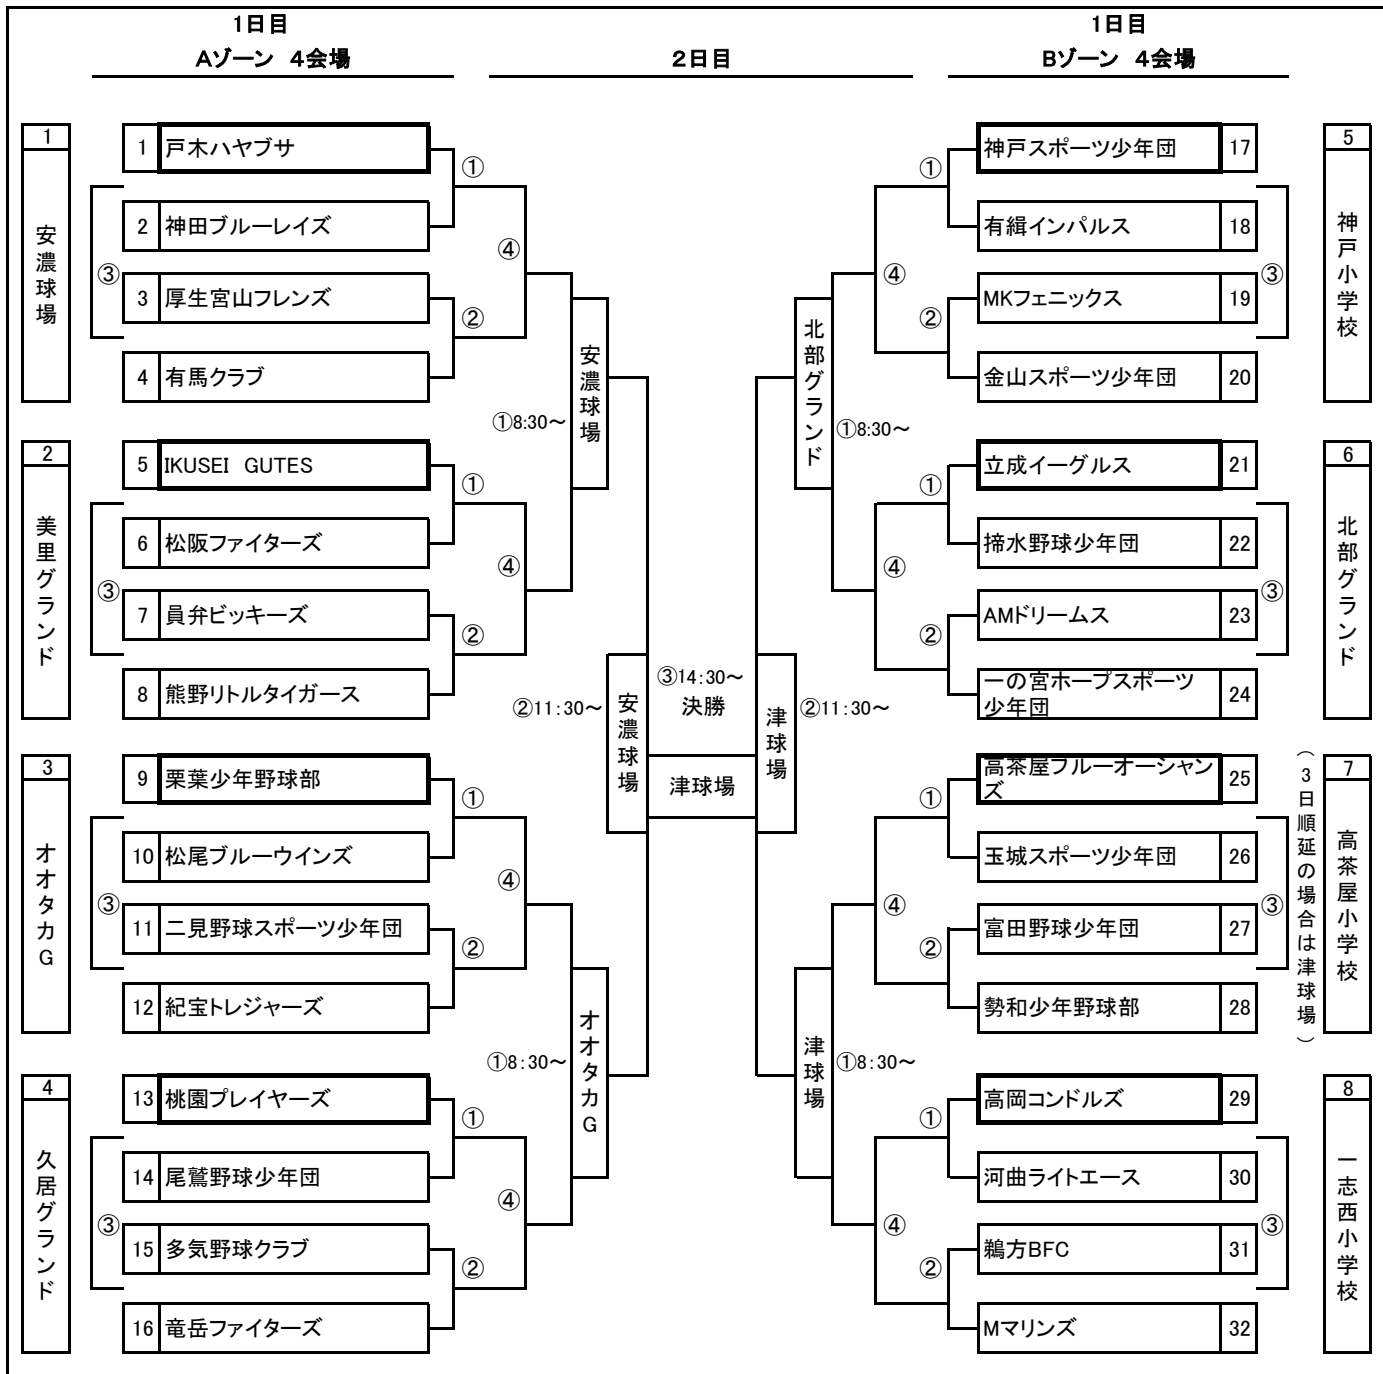 1日目
Aゾーン 4会場
2日目
1日目
Bゾーン 4会場
1
安濃球場
1 戸木ハヤブサ
2 神田ブルーレイズ
3 厚生宮山フレンズ
4 有馬クラブ
①
②
③
④
2
美里グランド
5 IKUSEI GUTES
6 松阪ファイターズ
7 員弁ビッキーズ
8 熊野リトルタイガース
①
②
③
④
3
オオタカG
9 栗葉少年野球部
10 松尾ブルーウインズ
11 二見野球スポーツ少年団
12 紀宝トレジャーズ
①
②
③
④
4
久居グランド
13 桃園プレイヤーズ
14 尾鷲野球少年団
15 多気野球クラブ
16 竜岳ファイターズ
①
②
③
④
①8:30～
安濃球場
①8:30～
オオタカG
②11:30～
安濃球場
③14:30～
決勝
津球場
津球場
②11:30～
北部グランド
①8:30～
津球場
①8:30～
神戸スポーツ少年団 17
有緝インパルス 18
MKフェニックス 19
金山スポーツ少年団 20
①
②
③
④
5
神戸小学校
立成イーグルス 21
揥水野球少年団 22
AMドリームス 23
一の宮ホープスポーツ
少年団 24
①
②
③
④
6
北部グランド
高茶屋ブルーオーシャン
ズ 25
玉城スポーツ少年団 26
富田野球少年団 27
勢和少年野球部 28
①
②
③
④
（3日順延の場合は津球場）
7
高茶屋小学校
高岡コンドルズ 29
河曲ライトエース 30
鵜方BFC 31
Mマリンズ 32
①
②
③
④
8
一志西小学校